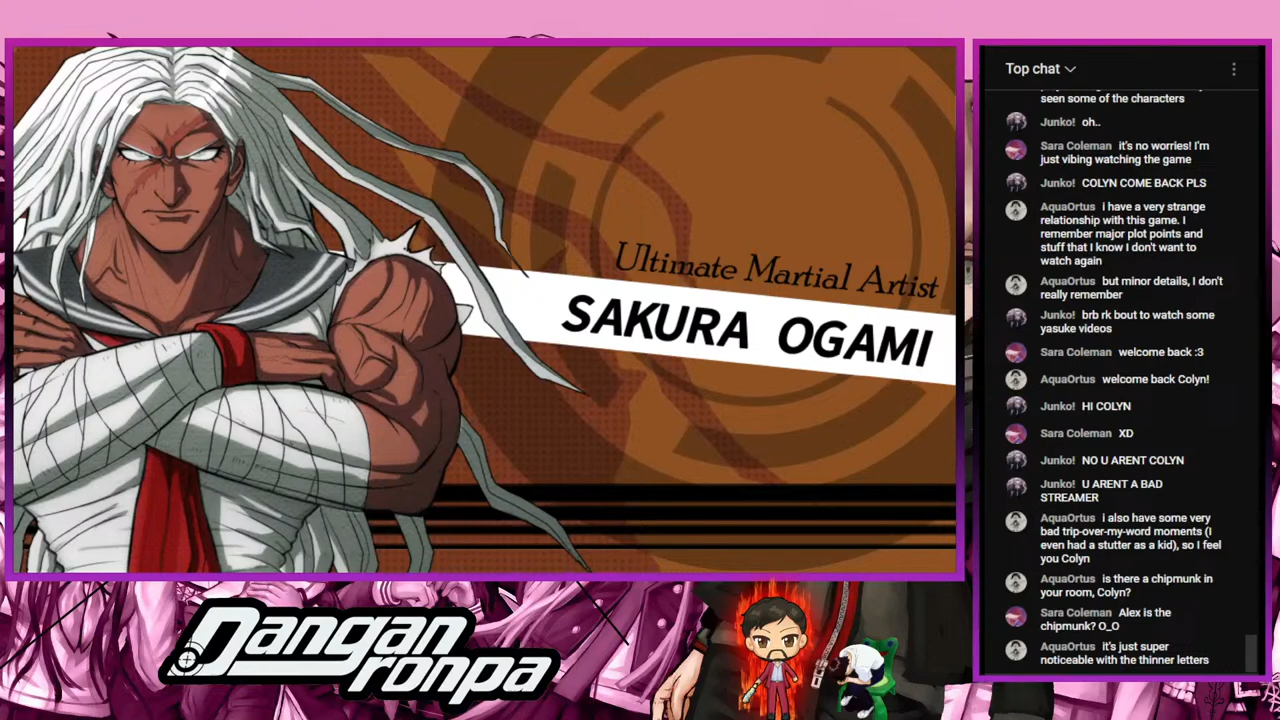 Ultimate Martial Artist
SAKURA OGAMI
Dangan
ronpa
Top chat
seen some of the characters
Junko! oh..
Sara Coleman it's no worries! I'm
just vibing watching the game
Junko! COLYN COME BACK PLS
AquaOrtus i have a very strange
relationship with this game. I
remember major plot points and
stuff that I know I don't want to
watch again
AquaOrtus but minor details, I don't
really remember
Junko! brb rk bout to watch some
yasuke videos
Sara Coleman welcome back :3
AquaOrtus welcome back Colyn!
Junko! HI COLYN
Sara Coleman XD
Junko! NO U ARENT COLYN
Junko! U ARENT A BAD
STREAMER
AquaOrtus i also have some very
bad trip-over-my-word moments (I
even had a stutter as a kid), so I feel
you Colyn
AquaOrtus is there a chipmunk in
your room, Colyn?
Sara Coleman Alex is the
chipmunk? O_O
AquaOrtus it's just super
noticeable with the thinner letters